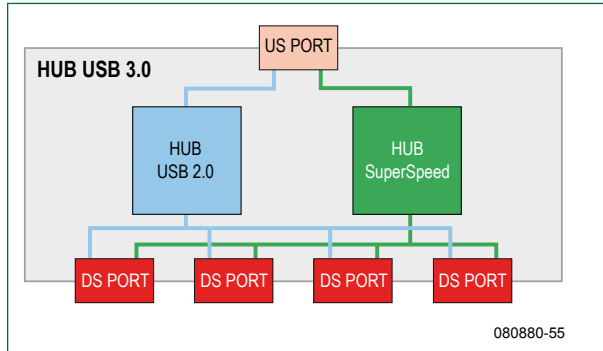 US PORT
HUB USB 3.0
HUB
USB 2.0
HUB
SuperSpeed
DS PORT
DS PORT
DS PORT
DS PORT
080880-55